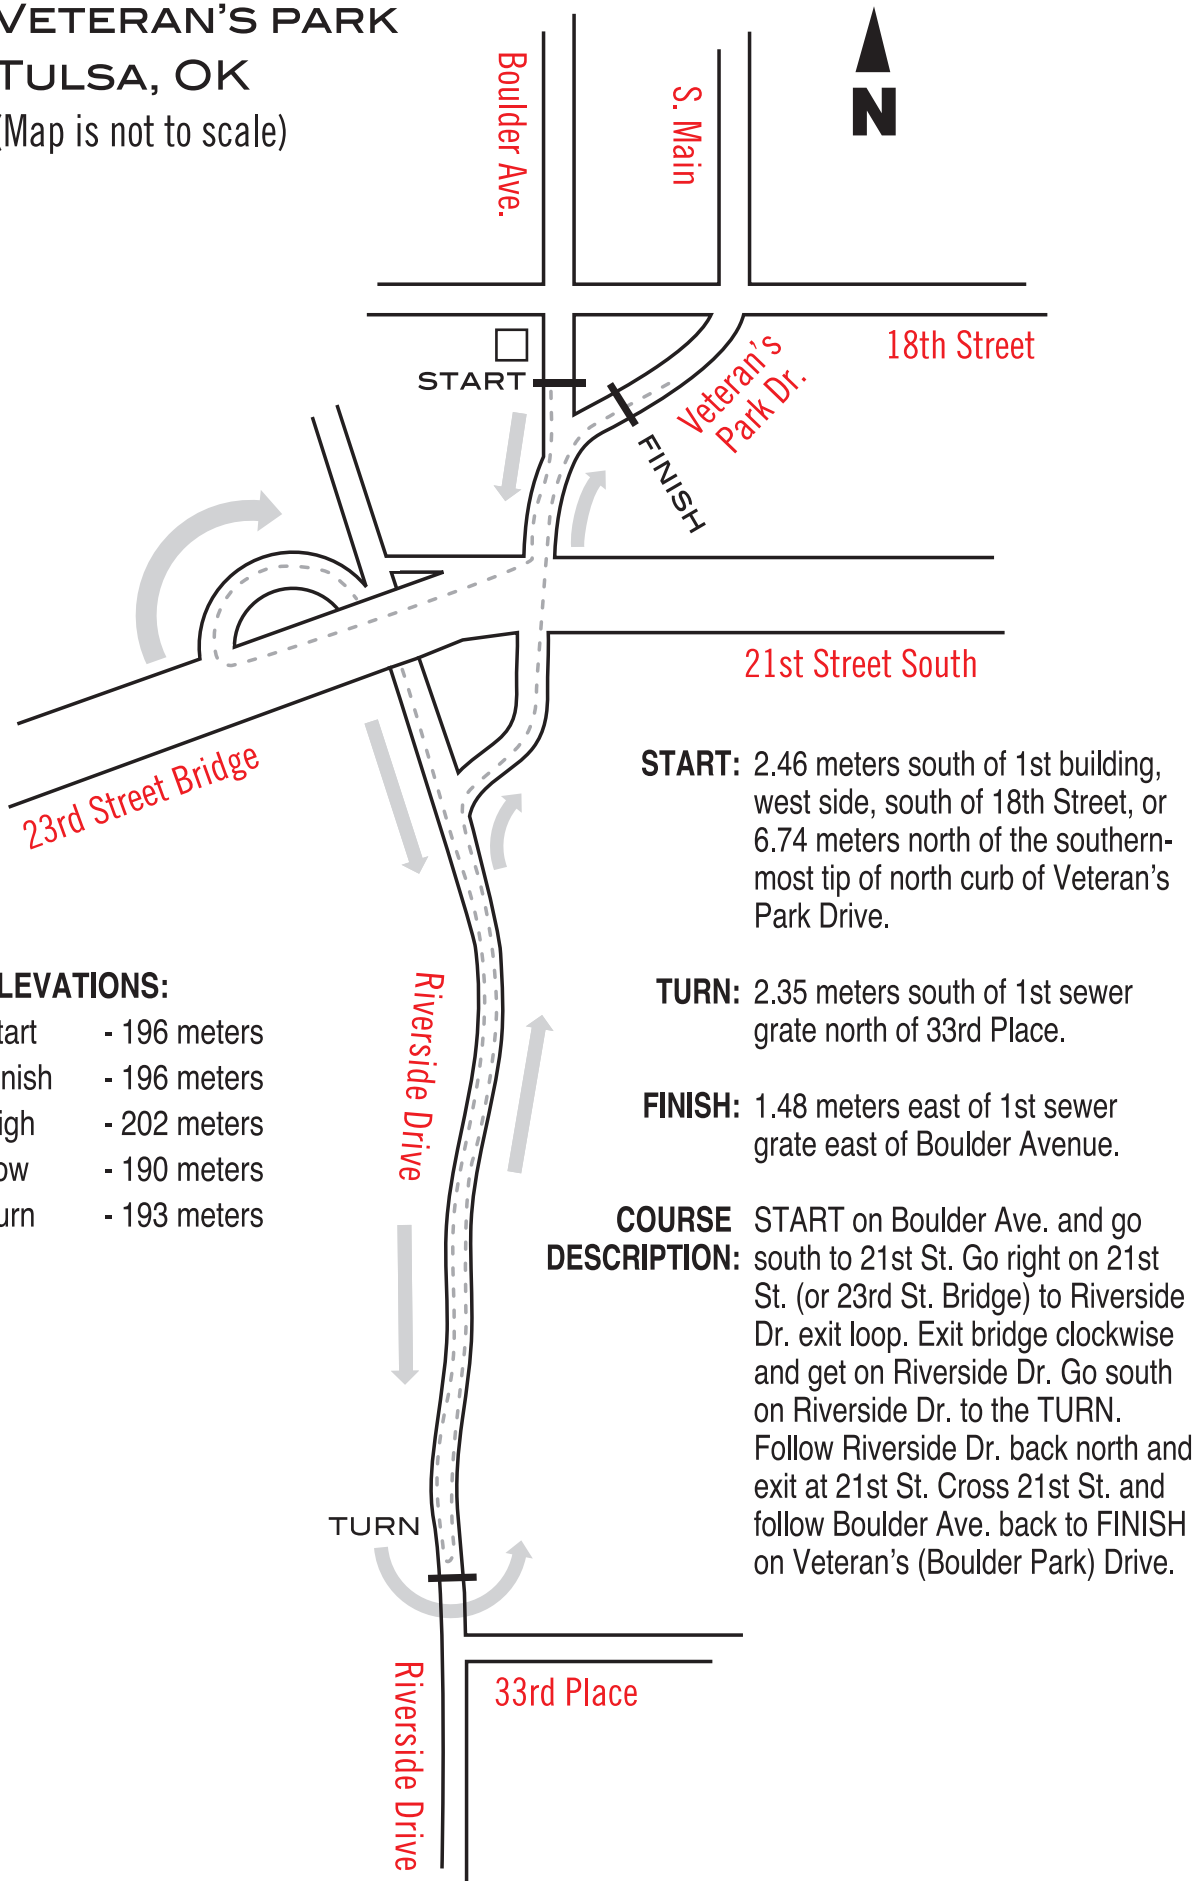 VETERAN'S PARK
TULSA, OK
(Map is not to scale)
Boulder Ave.
S. Main
N
18th Street
START
Veteran's
Park Dr.
FINISH
21st Street South
23rd Street Bridge
START: 2.46 meters south of 1st building,
west side, south of 18th Street, or
6.74 meters north of the southern-
most tip of north curb of Veteran's
Park Drive.
TURN: 2.35 meters south of 1st sewer
grate north of 33rd Place.
FINISH: 1.48 meters east of 1st sewer
grate east of Boulder Avenue.
COURSE DESCRIPTION: START on Boulder Ave. and go
south to 21st St. Go right on 21st
St. (or 23rd St. Bridge) to Riverside
Dr. exit loop. Exit bridge clockwise
and get on Riverside Dr. Go south
on Riverside Dr. to the TURN.
Follow Riverside Dr. back north and
exit at 21st St. Cross 21st St. and
follow Boulder Ave. back to FINISH
on Veteran's (Boulder Park) Drive.
LEVATIONS:
tart - 196 meters
nish - 196 meters
igh - 202 meters
ow - 190 meters
urn - 193 meters
Riverside Drive
TURN
33rd Place
Riverside Drive